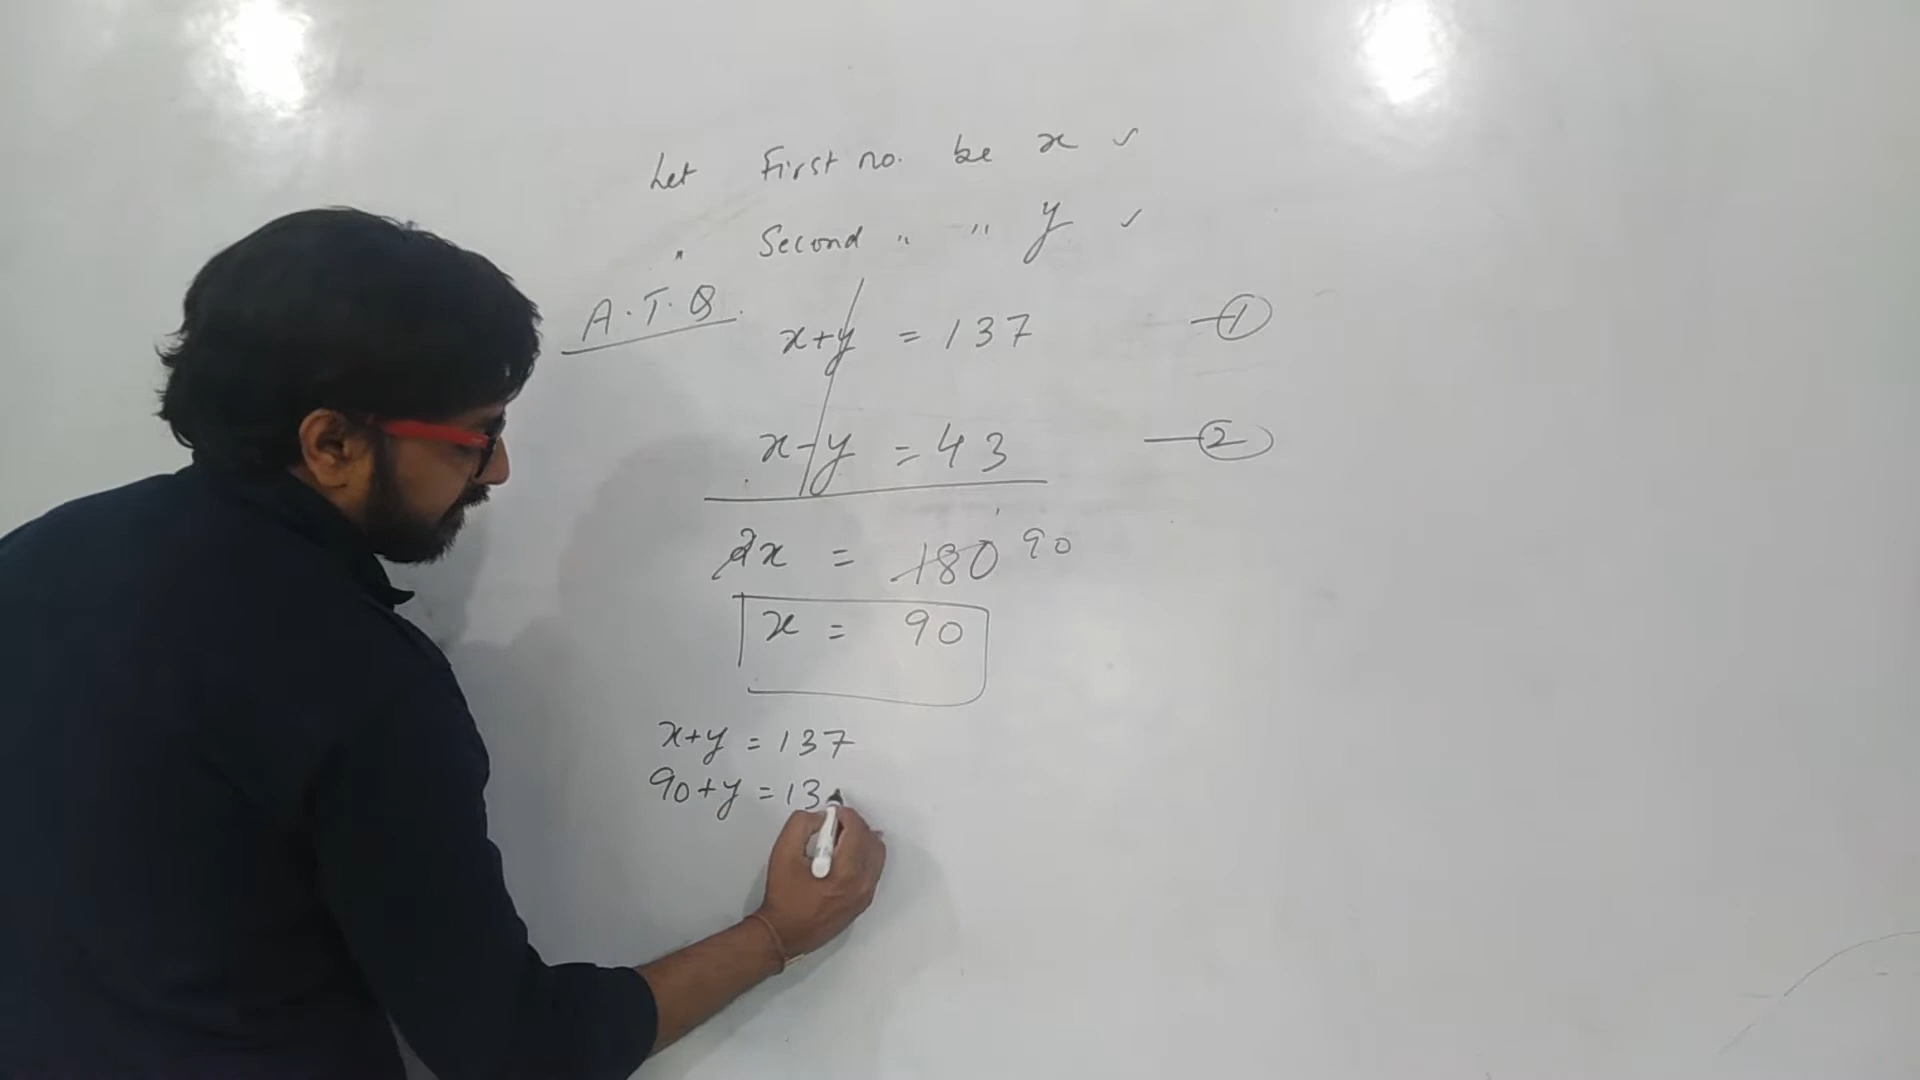 Let First no. be x ✓
" Second " " y ✓
A.T.Q.
x+y = 137 —①
x-y = 43 —②
2x = 180 90
x = 90
x+y = 137
90+y = 13